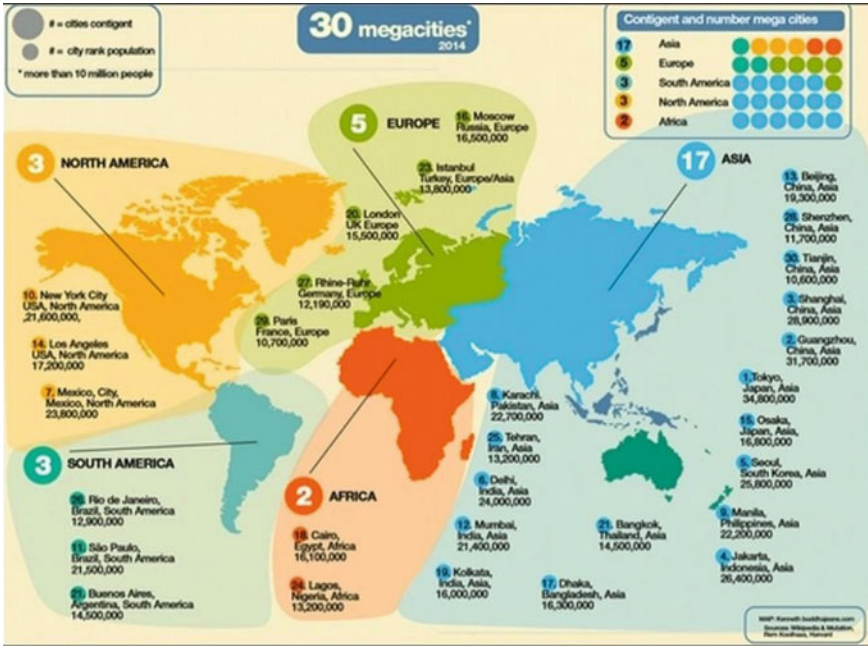 # = cities contigent
# = city rank population
* more than 10 million people
30 megacities*
2014
Contigent and number mega cities
17 Asia
5 Europe
3 South America
3 North America
2 Africa
3 NORTH AMERICA
10. New York City
USA, North America
,21,600,000,
14. Los Angeles
USA, North America
17,200,000
7. Mexico, City,
Mexico, North America
23,800,000
5 EUROPE
16. Moscow
Russia, Europe
16,500,000
23. Istanbul
Turkey, Europe/Asia
13,800,000
20. London
UK Europe
15,500,000
27. Rhine-Ruhr
Germany, Europe
12,190,000
29. Paris
France, Europe
10,700,000
17 ASIA
13. Beijing,
China, Asia
19,300,000
28. Shenzhen,
China, Asia
11,700,000
30. Tianjin,
China, Asia
10,600,000
3. Shanghai,
China, Asia
28,900,000
2. Guangzhou,
China, Asia
31,700,000
1.Tokyo,
Japan, Asia
34,800,000
15. Osaka,
Japan, Asia,
16,800,000
5. Seoul,
South Korea, Asia
25,800,000
9. Manila,
Philippines, Asia
22,200,000
4. Jakarta,
Indonesia, Asia
26,400,000
8. Karachi.
Pakistan, Asia
22,700,000
25. Tehran,
Iran, Asia
13,200,000
6. Delhi,
India, Asia
24,000,000
12. Mumbai,
India, Asia
21,400,000
19. Kolkata,
India, Asia,
16,000,000
21. Bangkok,
Thailand, Asia
14,500,000
17. Dhaka,
Bangladesh, Asia
16,300,000
3 SOUTH AMERICA
26. Rio de Janeiro,
Brazil, South America
12,900,000
11. São Paulo,
Brazil, South America
21,500,000
21. Buenos Aires,
Argentina, South America
14,500,000
2 AFRICA
18. Cairo,
Egypt, Africa
16,100,000
24. Lagos,
Nigeria, Africa
13,200,000
MAP: Kenneth buddhajeans.com
Sources: Wikipedia & Mutation,
Rem Koolhaas, Harvard